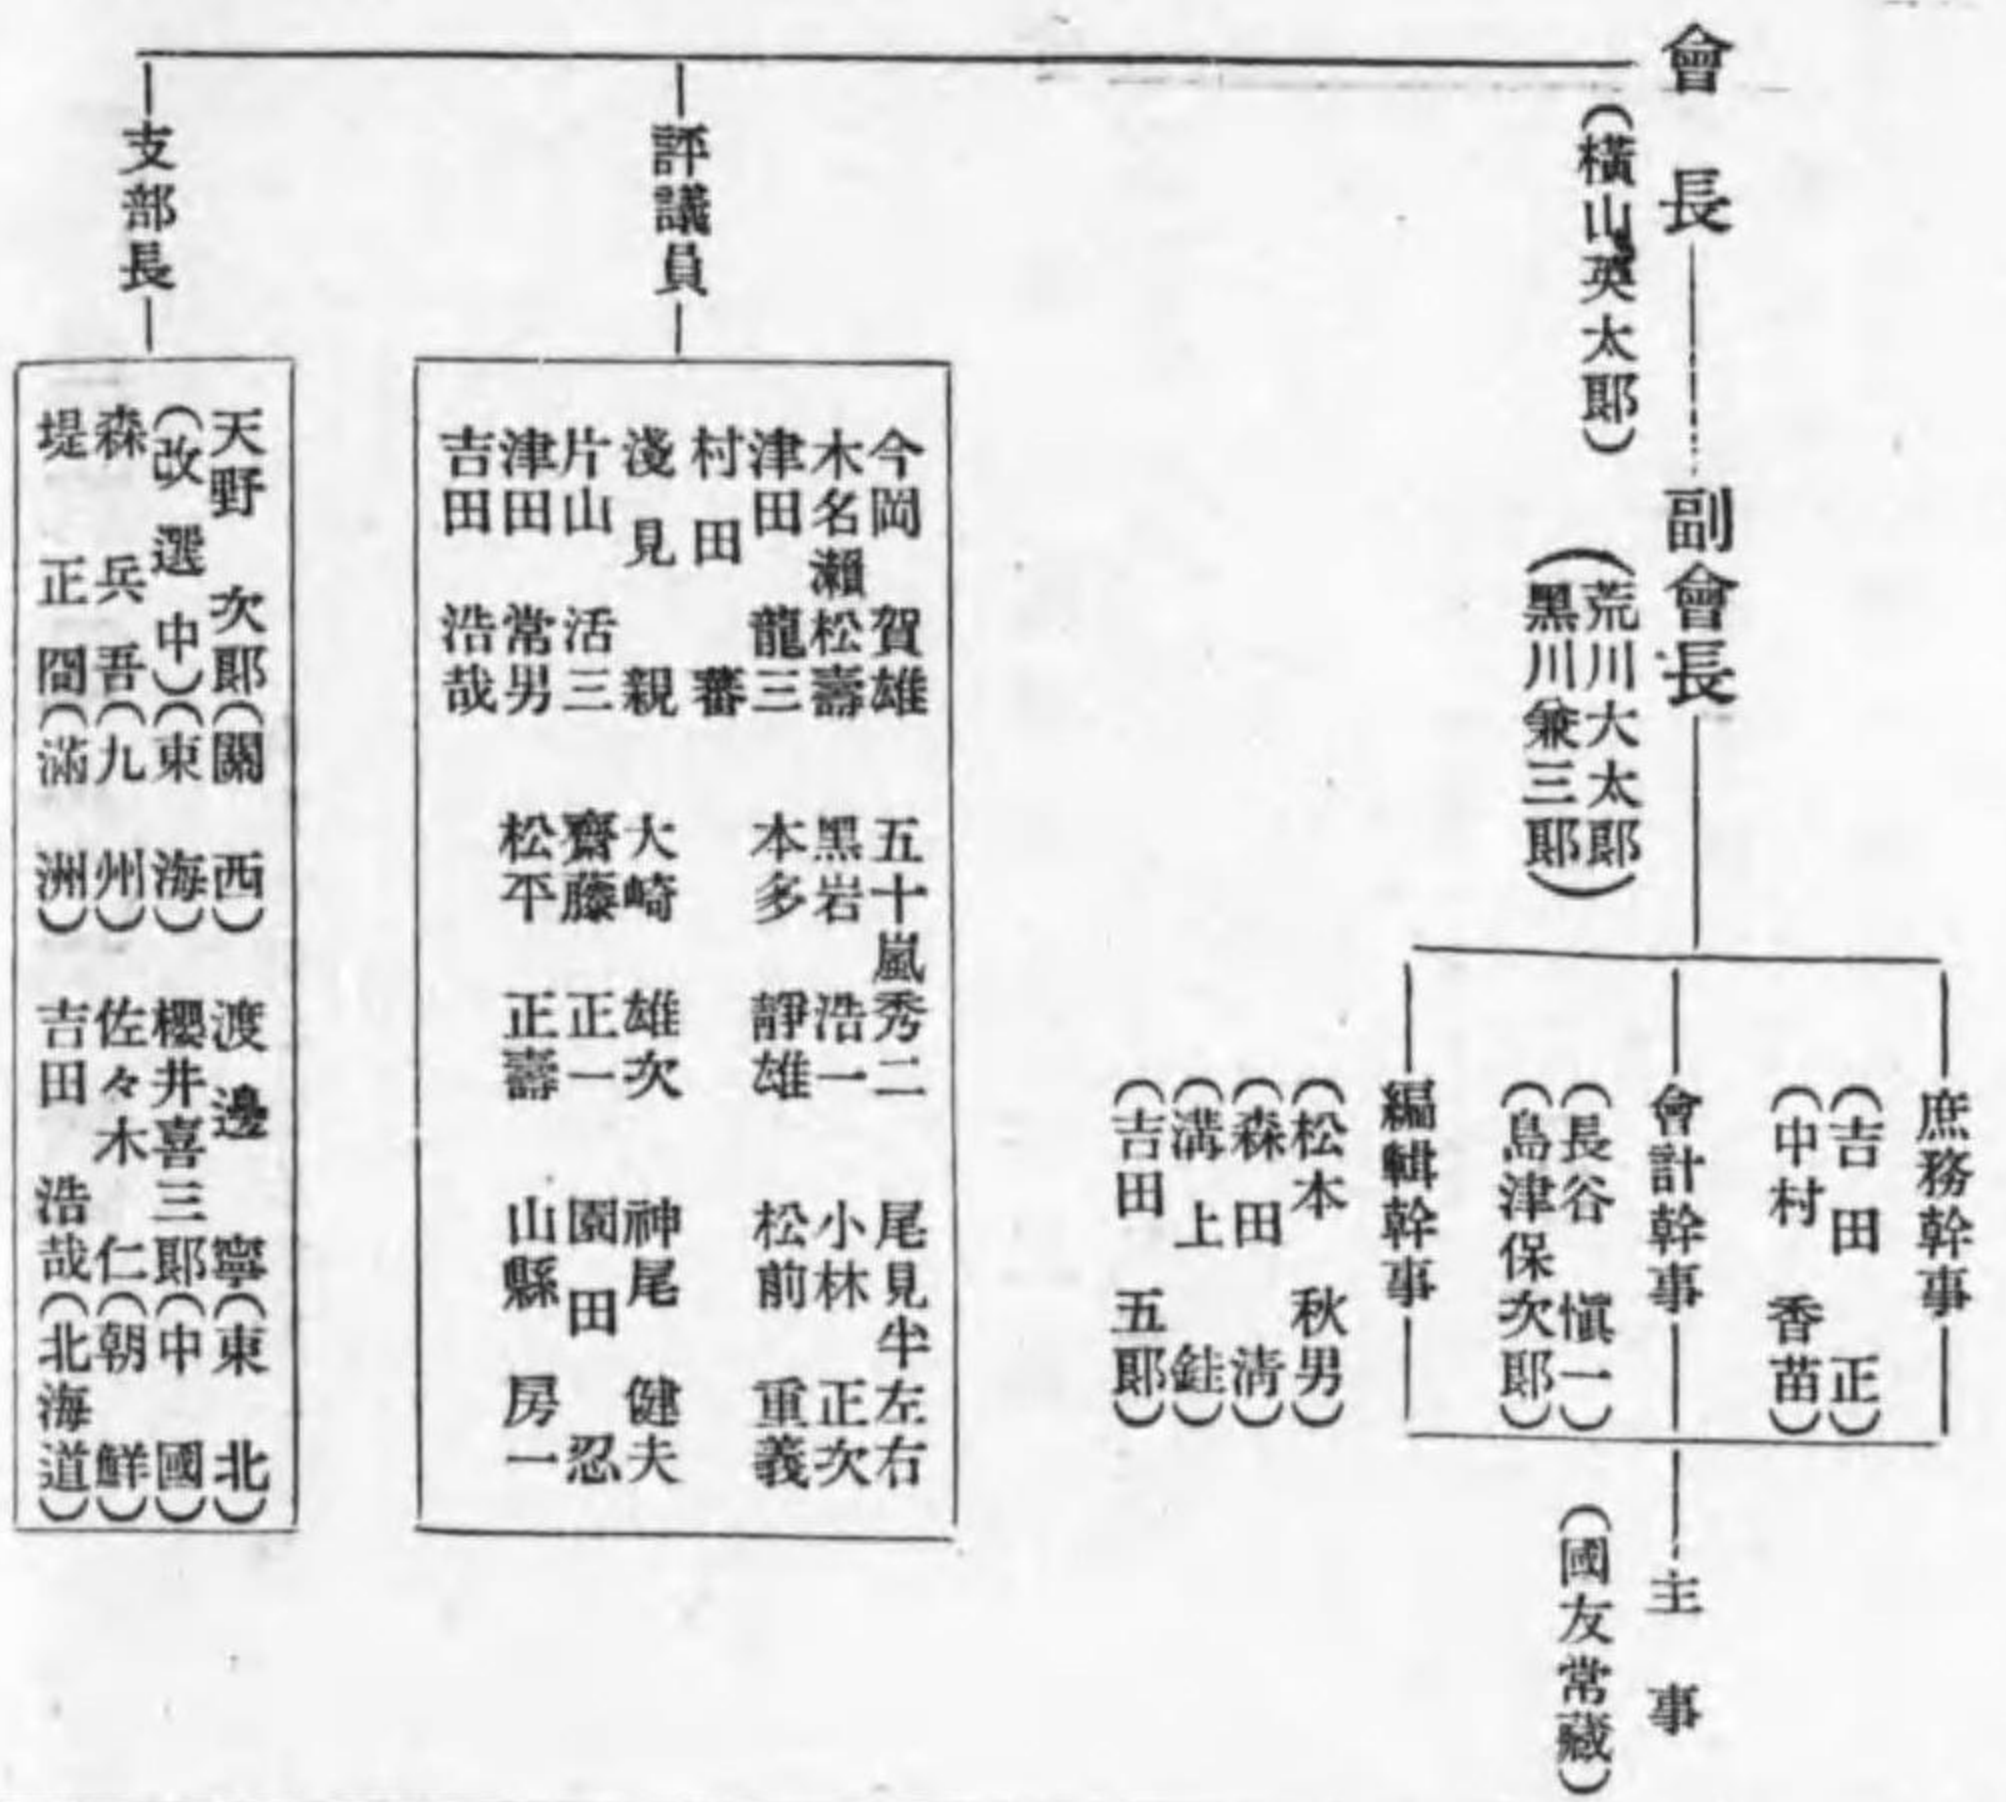 會長
(橫山英太郎)
副會長
(荒川大太郎
黑川兼三郎)
庶務幹事
(吉田正)
(中村香苗)
會計幹事
(長谷愼一)
(島津保次郎)
編輯幹事
(松本秋男)
(森田淸)
(溝上銈)
(吉田五郎)
主事
(國友常藏)
評議員
今岡賀雄 五十嵐秀二 尾見半左右
木名瀨松壽 黑岩浩一 小林正次
津田龍三 本多靜雄 松前重義
村田蕃
淺見親 大崎雄次 神尾健夫
片山活三 齋藤正一 園田忍
津田常男 松平正壽 山縣房一
吉田浩哉
支部長
天野次郎(關西) 渡邊寧(東北)
(改選中)(東海) 櫻井喜三郎(中國)
森兵吾(九州) 佐々木仁(朝鮮)
堤正閭(滿洲) 吉田浩哉(北海道)